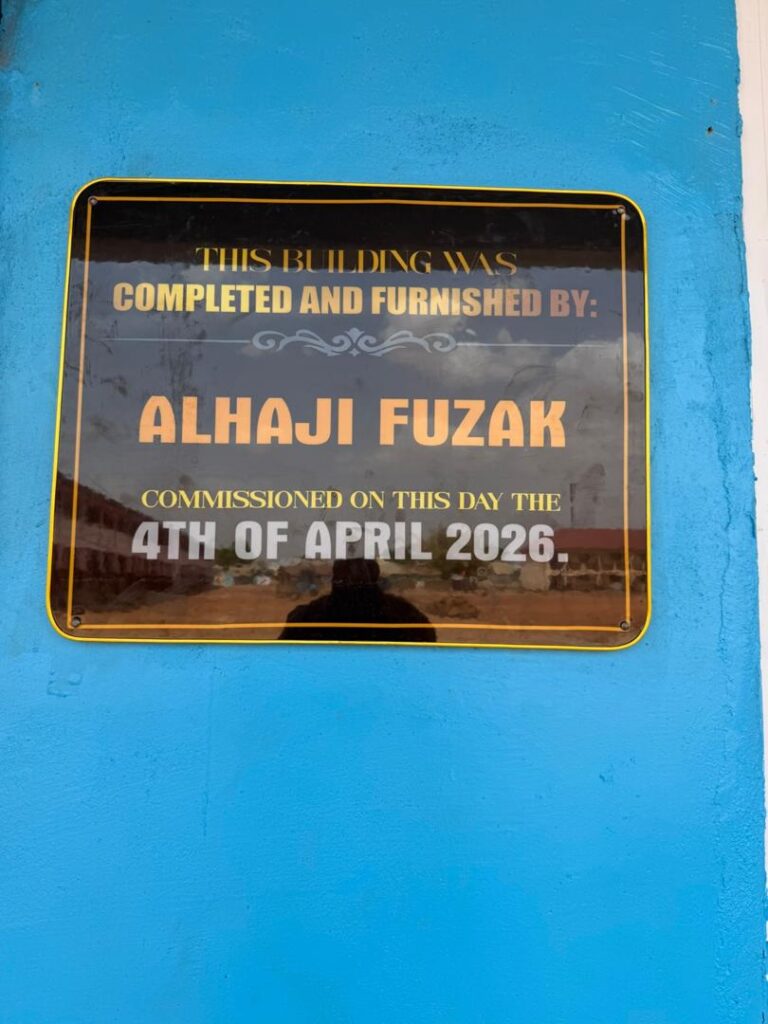 THIS BUILDING WAS
COMPLETED AND FURNISHED BY:
ALHAJI FUZAK
COMMISSIONED ON THIS DAY THE
4TH OF APRIL 2026.